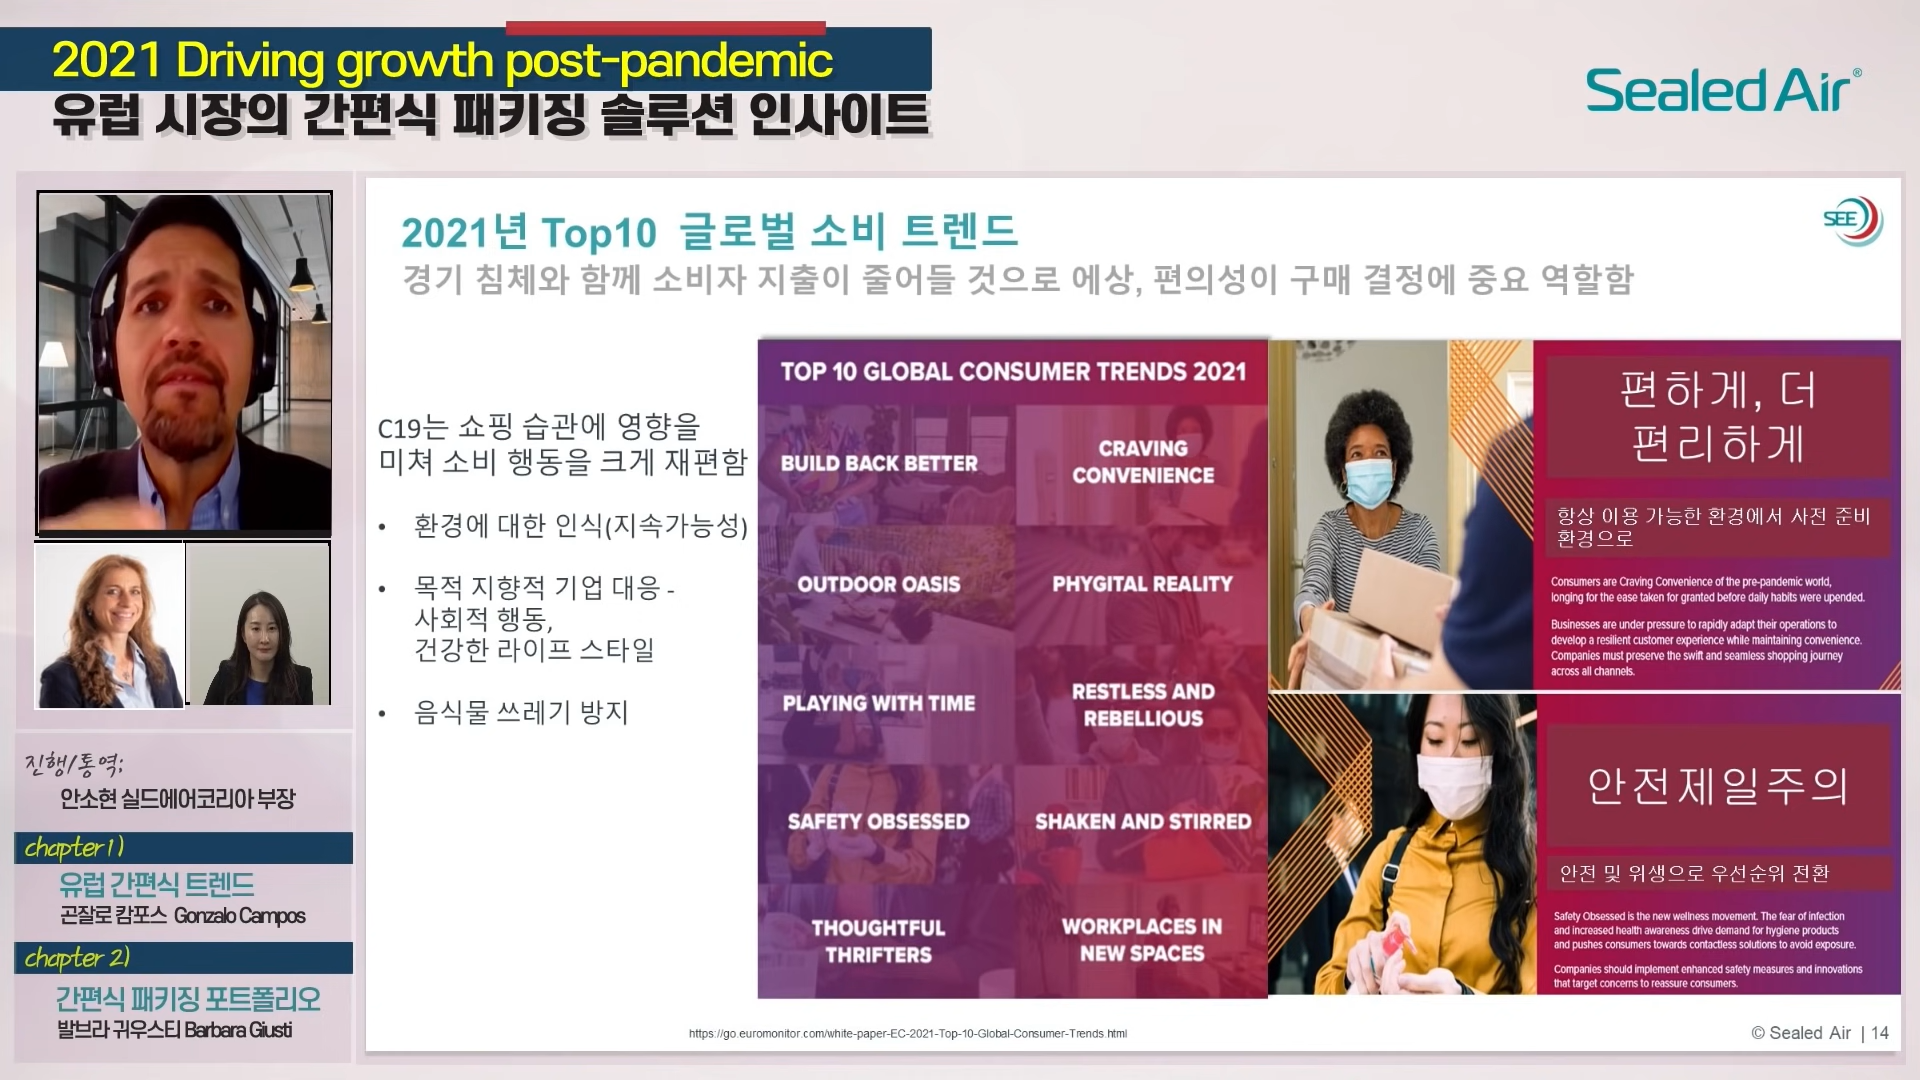 2021 Driving growth post-pandemic
유럽 시장의 간편식 패키징 솔루션 인사이트
Sealed Air®
진행/통역;
안소현 실드에어코리아 부장
chapter 1)
유럽 간편식 트렌드
곤잘로 캄포스 Gonzalo Campos
chapter 2)
간편식 패키징 포트폴리오
발브라 귀우스티 Barbara Giusti
2021년 Top10 글로벌 소비 트렌드
경기 침체와 함께 소비자 지출이 줄어들 것으로 에상, 편의성이 구매 결정에 중요 역할함
SEE
C19는 쇼핑 습관에 영향을
미쳐 소비 행동을 크게 재편함
• 환경에 대한 인식(지속가능성)
• 목적 지향적 기업 대응 -
사회적 행동,
건강한 라이프 스타일
• 음식물 쓰레기 방지
TOP 10 GLOBAL CONSUMER TRENDS 2021
BUILD BACK BETTER
CRAVING
CONVENIENCE
OUTDOOR OASIS
PHYGITAL REALITY
PLAYING WITH TIME
RESTLESS AND
REBELLIOUS
SAFETY OBSESSED
SHAKEN AND STIRRED
THOUGHTFUL
THRIFTERS
WORKPLACES IN
NEW SPACES
편하게, 더
편리하게
항상 이용 가능한 환경에서 사전 준비
환경으로
Consumers are Craving Convenience of the pre-pandemic world,
longing for the ease taken for granted before daily habits were upended.
Businesses are under pressure to rapidly adapt their operations to
develop a resilient customer experience while maintaining convenience.
Companies must preserve the swift and seamless shopping journey
across all channels.
안전제일주의
안전 및 위생으로 우선순위 전환
Safety Obsessed is the new wellness movement. The fear of infection
and increased health awareness drive demand for hygiene products
and pushes consumers towards contactless solutions to avoid exposure.
Companies should implement enhanced safety measures and innovations
that target concerns to reassure consumers.
https://go.euromonitor.com/white-paper-EC-2021-Top-10-Global-Consumer-Trends.html
© Sealed Air | 14